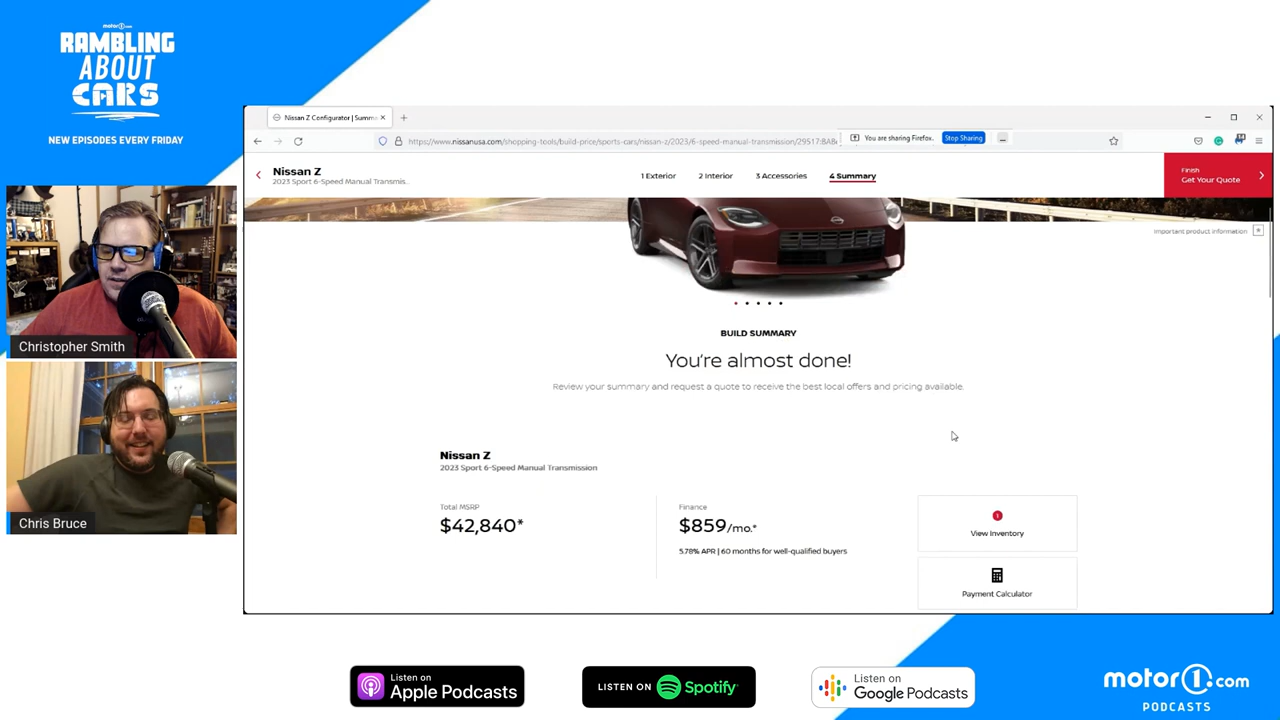 motor1.com
RAMBLING
ABOUT
CARS
NEW EPISODES EVERY FRIDAY
Christopher Smith
Chris Bruce
Nissan Z Configurator | Summa
https://www.nissanusa.com/shopping-tools/build-price/sports-cars/nissan-z/2023/6-speed-manual-transmission/29517:BAB
You are sharing Firefox.
Stop Sharing
Nissan Z
2023 Sport 6-Speed Manual Transmis..
1 Exterior
2 Interior
3 Accessories
4 Summary
Finish
Get Your Quote
Important product information
BUILD SUMMARY
You're almost done!
Review your summary and request a quote to receive the best local offers and pricing available.
Nissan Z
2023 Sport 6-Speed Manual Transmission
Total MSRP
$42,840*
Finance
$859/mo.*
5.78% APR | 60 months for well-qualified buyers
1
View Inventory
Payment Calculator
Listen on
Apple Podcasts
LISTEN ON Spotify
Listen on
Google Podcasts
motor1.com
PODCASTS